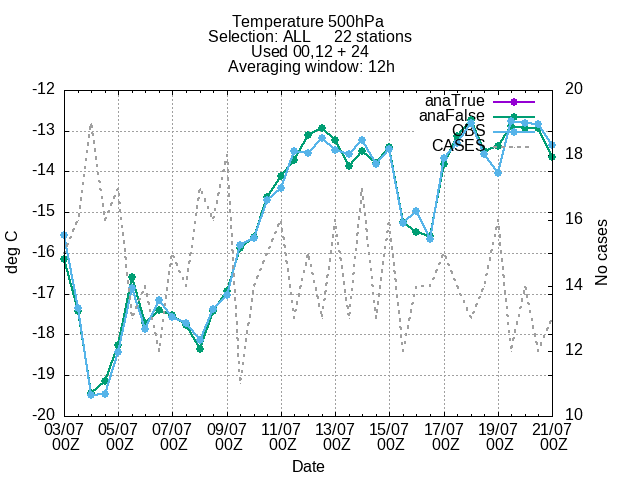 Temperature 500hPa
Selection: ALL 22 stations
Used 00,12 + 24
Averaging window: 12h
-12
-13
-14
-15
-16
-17
-18
-19
-20
deg C
20
18
16
14
12
10
No cases
anaTrue
anaFalse
OBS
CASES
03/07 05/07 07/07 09/07 11/07 13/07 15/07 17/07 19/07 21/07
00Z 00Z 00Z 00Z 00Z 00Z 00Z 00Z 00Z 00Z
Date